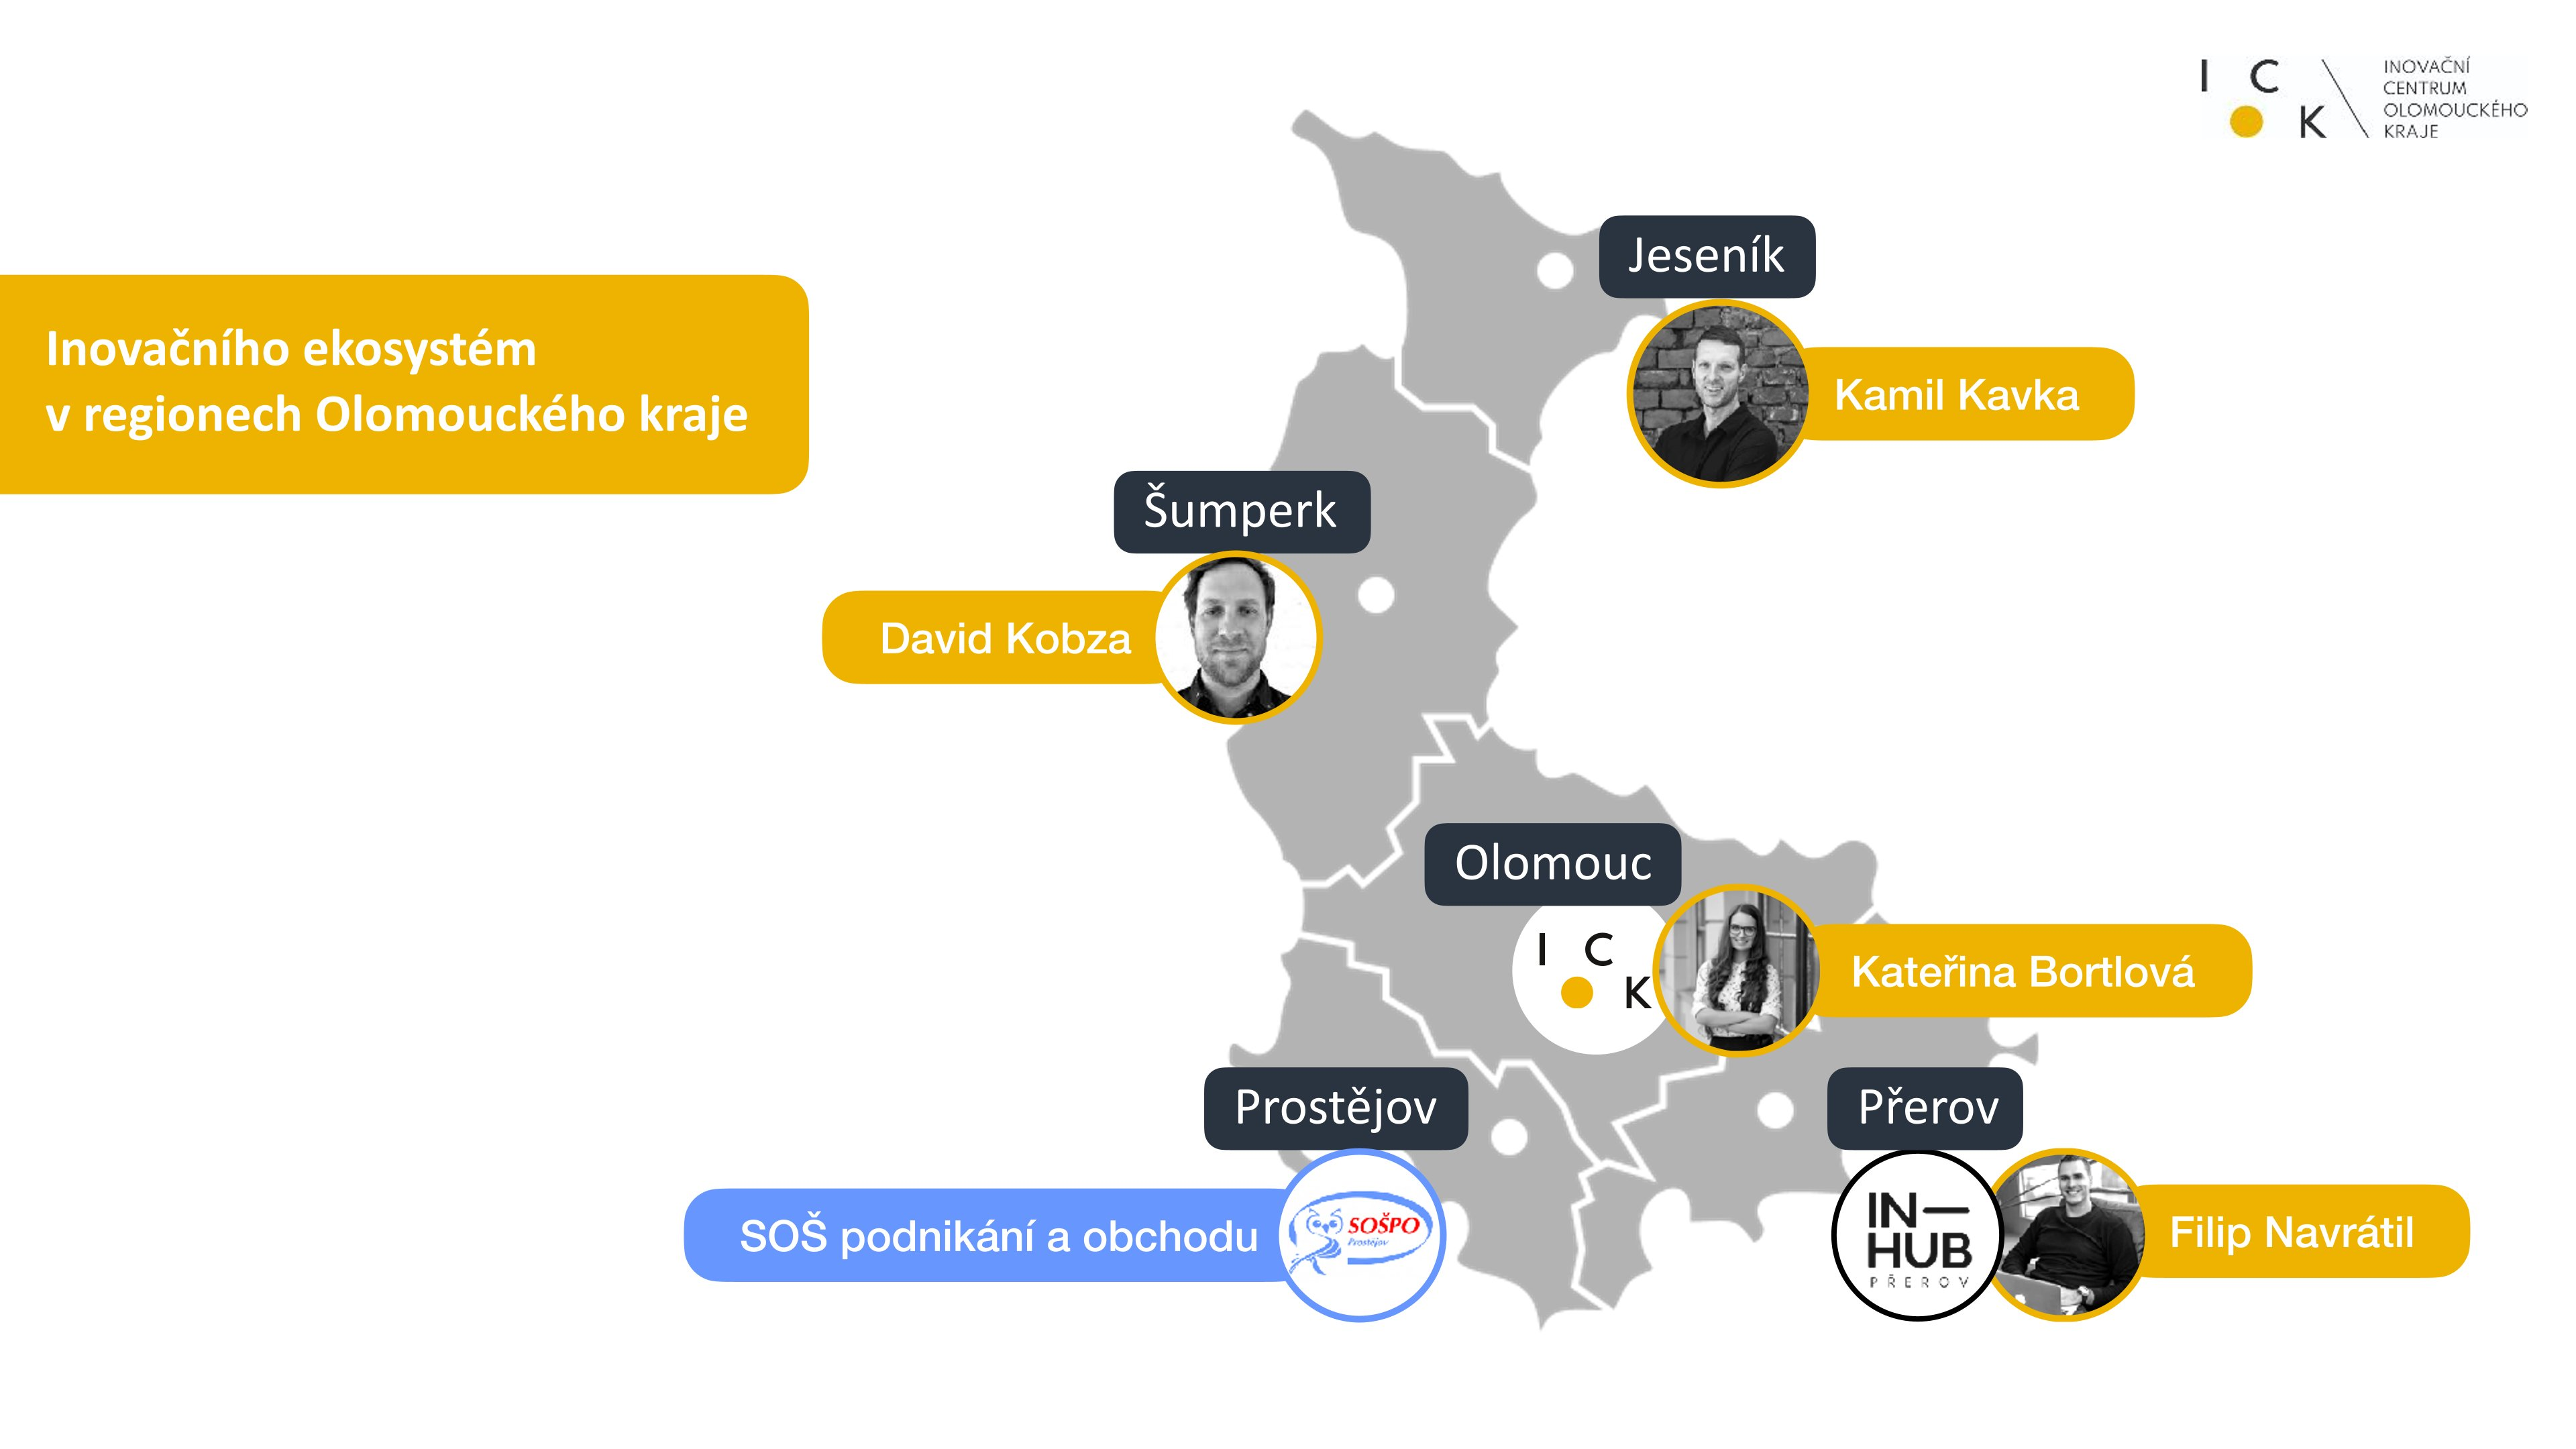 I C K
INOVAČNÍ
CENTRUM
OLOMOUCKÉHO
KRAJE
Inovačního ekosystém
v regionech Olomouckého kraje
Jeseník
Kamil Kavka
Šumperk
David Kobza
Olomouc
I C K
Kateřina Bortlová
Prostějov
SOŠ podnikání a obchodu
SOŠPO
Prostějov
Přerov
IN—
HUB
PŘEROV
Filip Navrátil